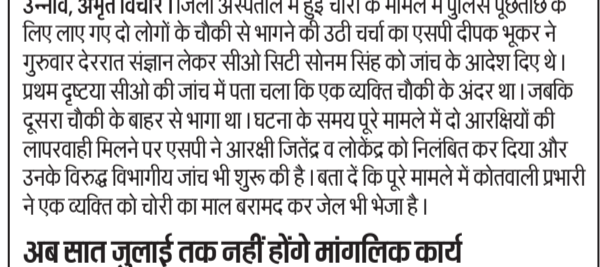 उन्नाव, अमृत विचार । जिला अस्पताल में हुई चोरी के मामले में पुलिस पूछताछ के
लिए लाए गए दो लोगों के चौकी से भागने की उठी चर्चा का एसपी दीपक भूकर ने
गुरुवार देररात संज्ञान लेकर सीओ सिटी सोनम सिंह को जांच के आदेश दिए थे ।
प्रथम दृष्टया सीओ की जांच में पता चला कि एक व्यक्ति चौकी के अंदर था । जबकि
दूसरा चौकी के बाहर से भागा था । घटना के समय पूरे मामले में दो आरक्षियों की
लापरवाही मिलने पर एसपी ने आरक्षी जितेंद्र व लोकेंद्र को निलंबित कर दिया और
उनके विरुद्ध विभागीय जांच भी शुरू की है । बता दें कि पूरे मामले में कोतवाली प्रभारी
ने एक व्यक्ति को चोरी का माल बरामद कर जेल भी भेजा है ।
अब सात जुलाई तक नहीं होंगे मांगलिक कार्य